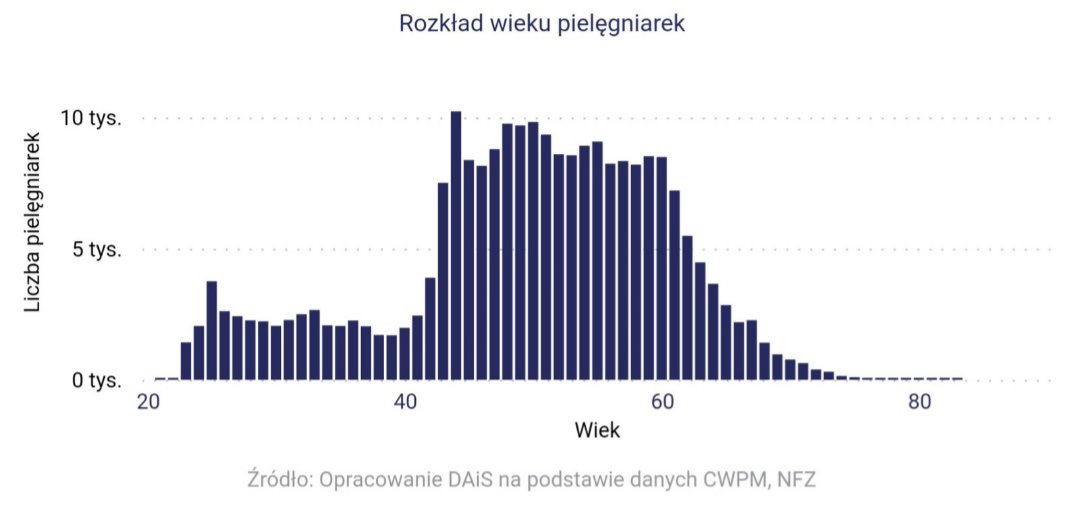 Rozkład wieku pielęgniarek
Liczba pielęgniarek
10 tys.
5 tys.
0 tys.
20 40 60 80
Wiek
Źródło: Opracowanie DAiS na podstawie danych CWPM, NFZ